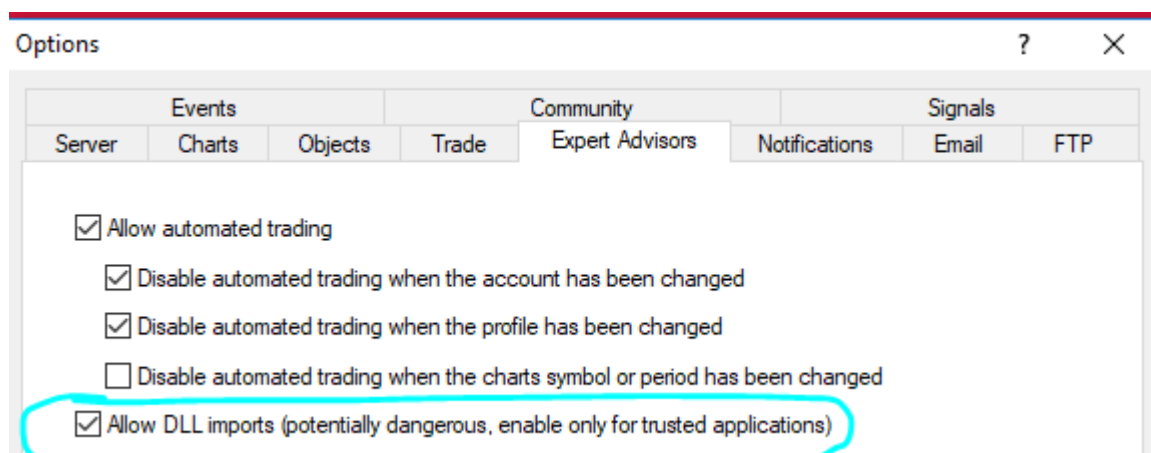 Options ? ×
Events Community Signals
Server Charts Objects Trade Expert Advisors Notifications Email FTP
Allow automated trading
Disable automated trading when the account has been changed
Disable automated trading when the profile has been changed
Disable automated trading when the charts symbol or period has been changed
Allow DLL imports (potentially dangerous, enable only for trusted applications)